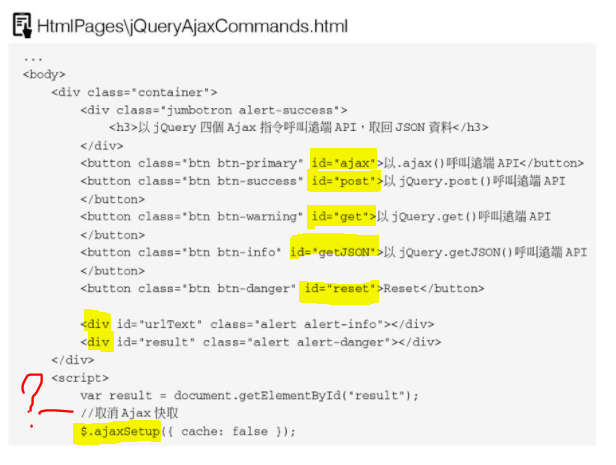 HtmlPages\jQueryAjaxCommands.html
...
<body>
<div class="container">
<div class="jumbotron alert-success">
<h3>以 jQuery 四個 Ajax 指令呼叫遠端 API，取回 JSON 資料</h3>
</div>
<button class="btn btn-primary" id="ajax">以.ajax()呼叫遠端 API</button>
<button class="btn btn-success" id="post">以 jQuery.post()呼叫遠端 API
</button>
<button class="btn btn-warning" id="get">以 jQuery.get()呼叫遠端 API
</button>
<button class="btn btn-info" id="getJSON">以 jQuery.getJSON()呼叫遠端 API
</button>
<button class="btn btn-danger" id="reset">Reset</button>
<div id="urlText" class="alert alert-info"></div>
<div id="result" class="alert alert-danger"></div>
</div>
<script>
var result = document.getElementById("result");
?
//取消 Ajax 快取
$.ajaxSetup({ cache: false });